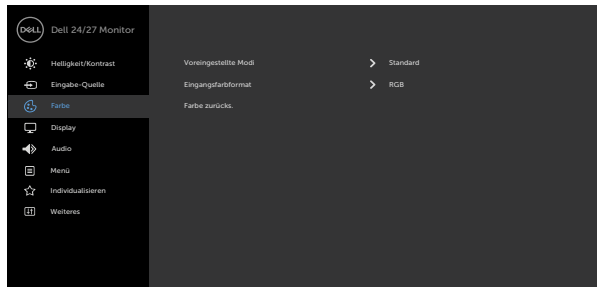 DELL
Dell 24/27 Monitor
Helligkeit/Kontrast
Voreingestellte Modi
Standard
Eingabe-Quelle
Eingangsfarbformat
RGB
Farbe
Farbe zurücks.
Display
Audio
Menü
Individualisieren
Weiteres